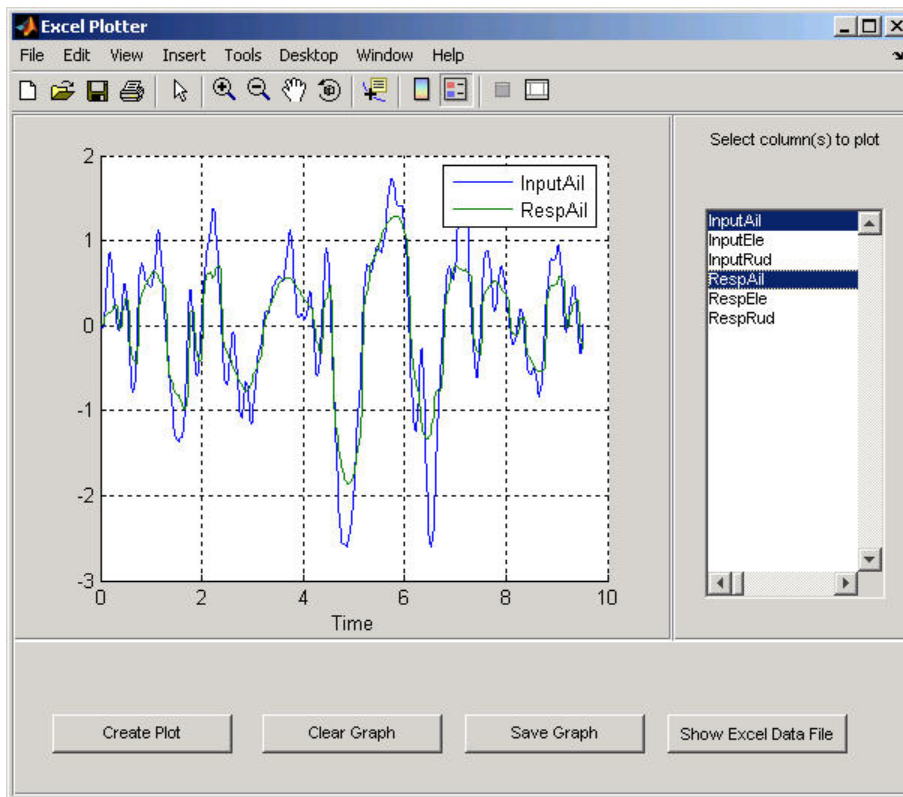 Excel Plotter
File Edit View Insert Tools Desktop Window Help
Select column(s) to plot
2
1
0
-1
-2
-3
0 2 4 6 8 10
Time
InputAil
RespAil
InputAil
InputEle
InputRud
RespAil
RespEle
RespRud
Create Plot Clear Graph Save Graph Show Excel Data File